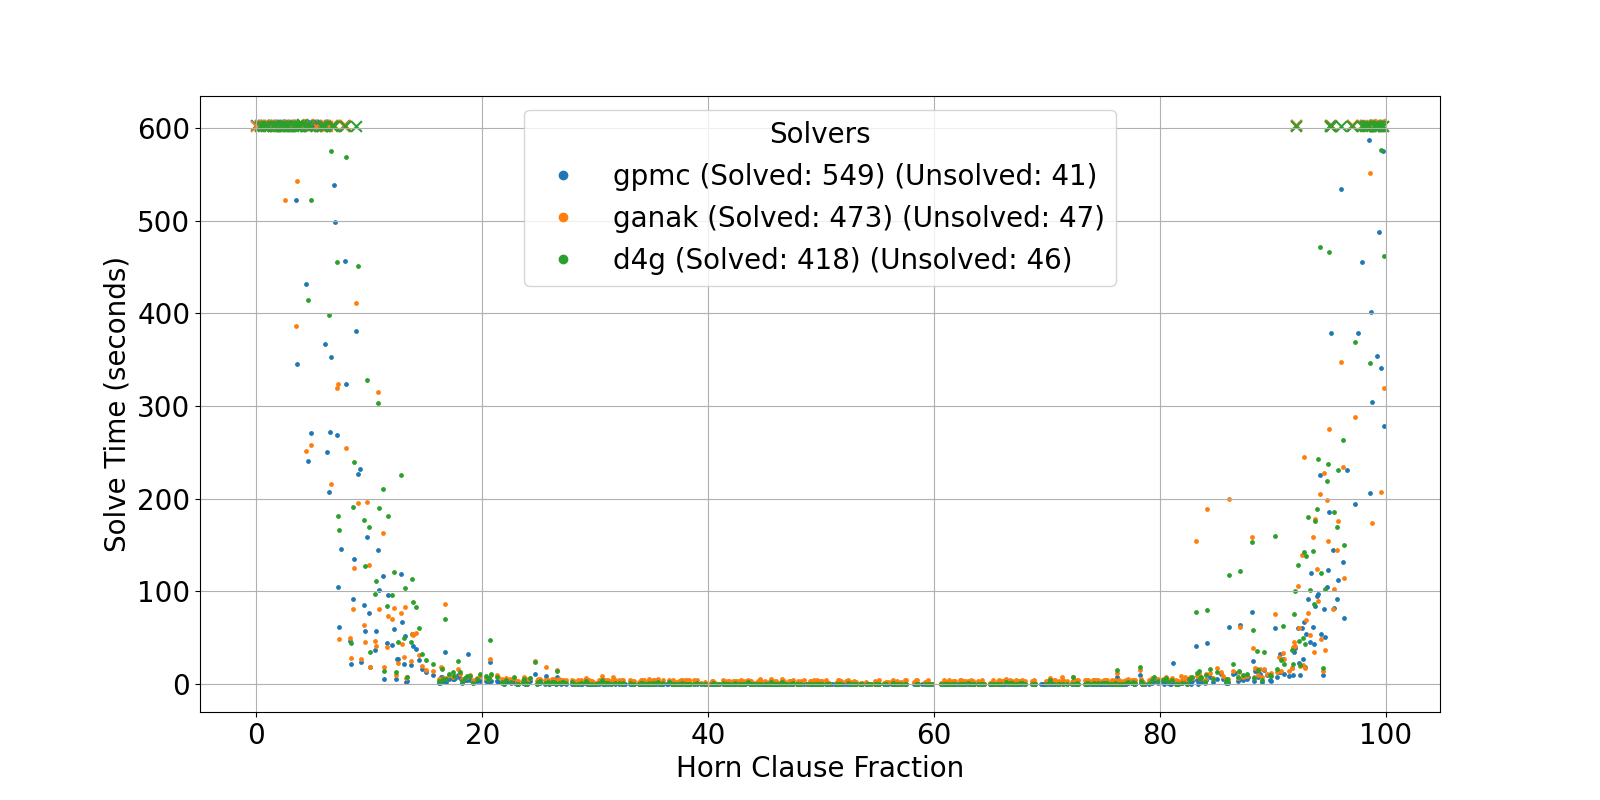 Solvers
gpmc (Solved: 549) (Unsolved: 41)
ganak (Solved: 473) (Unsolved: 47)
d4g (Solved: 418) (Unsolved: 46)
Solve Time (seconds)
600
500
400
300
200
100
0
0 20 40 60 80 100
Horn Clause Fraction